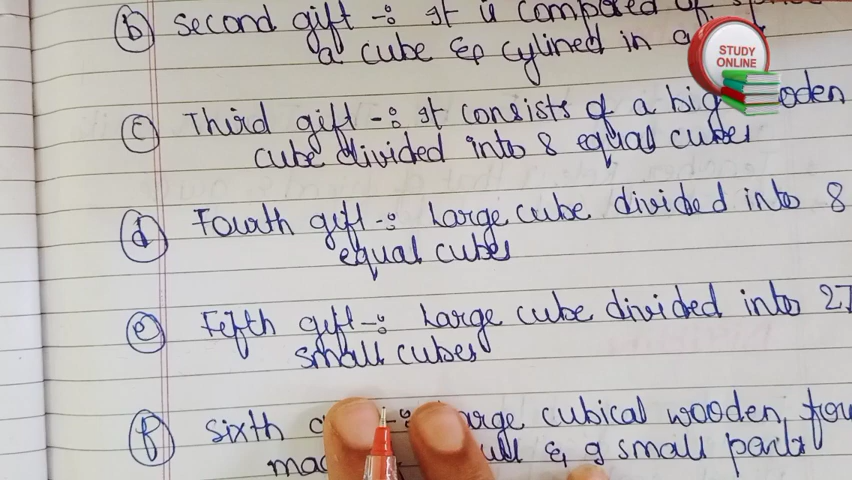 (b) second gift -: It is compared of
a cube & cylined in a
STUDY
ONLINE
(c) Third gift -: It consists of a big wooden
cube divided into 8 equal cubes
(d) Fourth gift -: Large cube divided into 8
equal cubes
(e) Fifth gift -: Large cube divided into 27
small cubes
(f) Sixth large cubical wooden
& 9 small parts